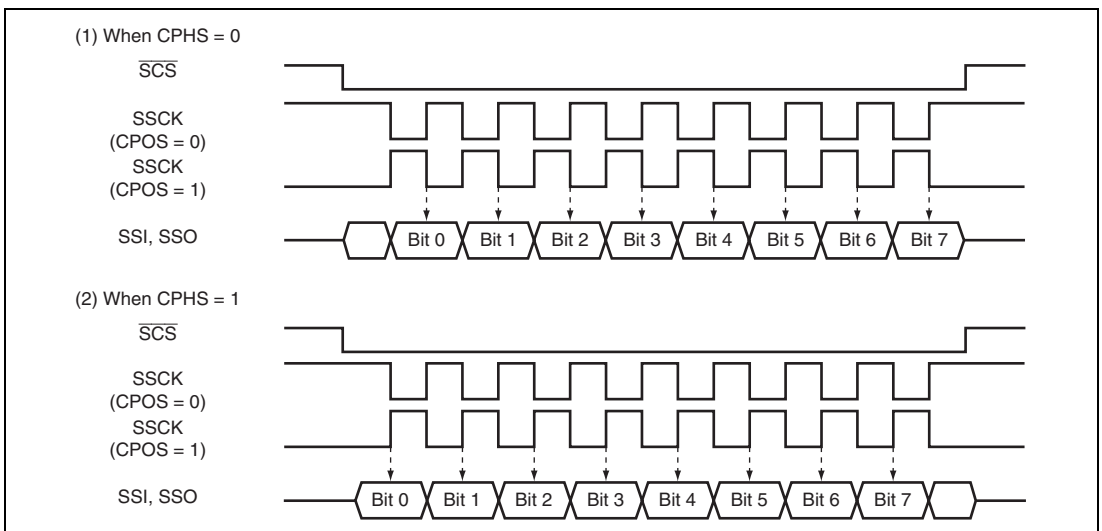 (1) When CPHS = 0
SCS
SSCK
(CPOS = 0)
SSCK
(CPOS = 1)
SSI, SSO
Bit 0 Bit 1 Bit 2 Bit 3 Bit 4 Bit 5 Bit 6 Bit 7
(2) When CPHS = 1
SCS
SSCK
(CPOS = 0)
SSCK
(CPOS = 1)
SSI, SSO
Bit 0 Bit 1 Bit 2 Bit 3 Bit 4 Bit 5 Bit 6 Bit 7